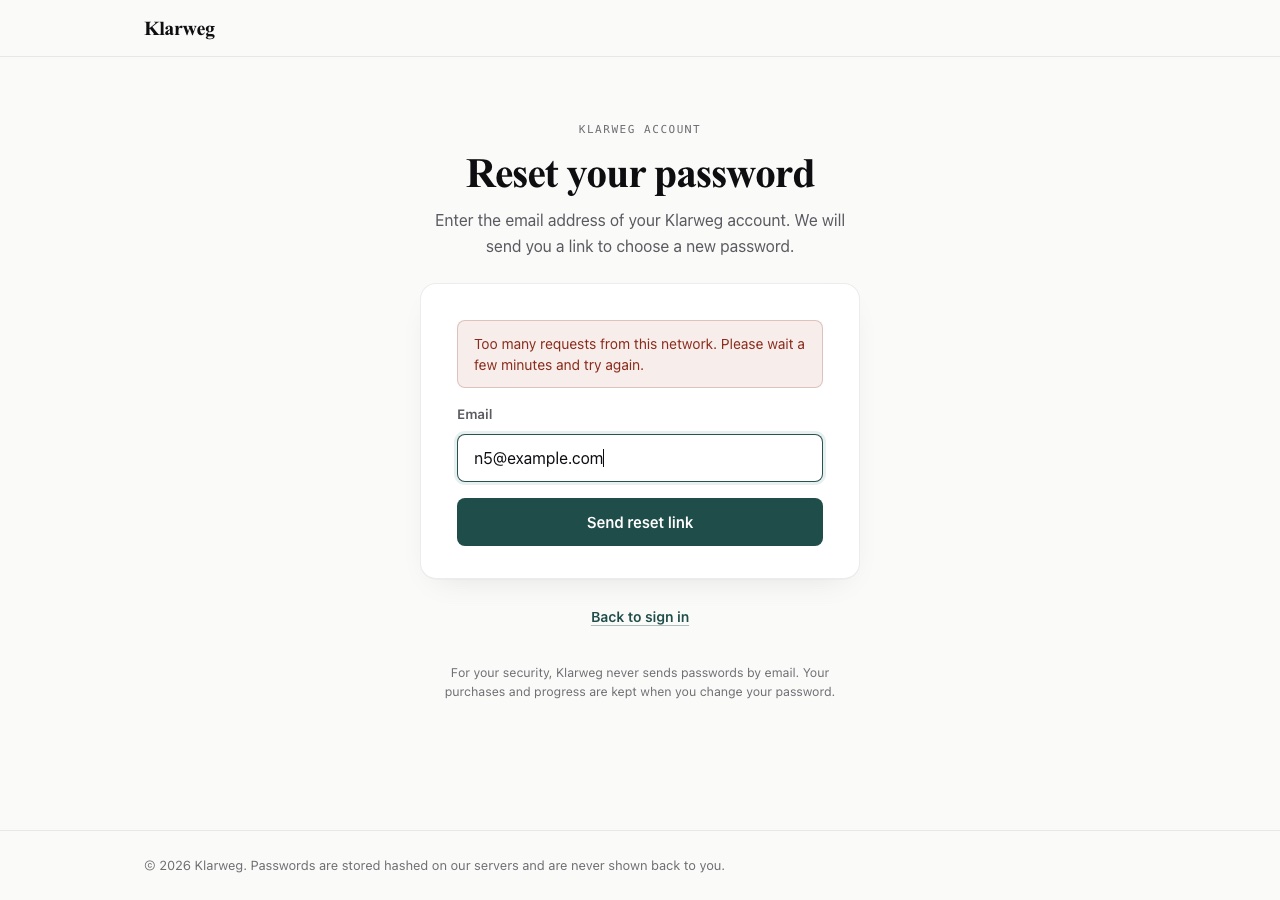 Klarweg
KLARWEG ACCOUNT
Reset your password
Enter the email address of your Klarweg account. We will
send you a link to choose a new password.
Too many requests from this network. Please wait a
few minutes and try again.
Email
n5@example.com
Send reset link
Back to sign in
For your security, Klarweg never sends passwords by email. Your
purchases and progress are kept when you change your password.
© 2026 Klarweg. Passwords are stored hashed on our servers and are never shown back to you.